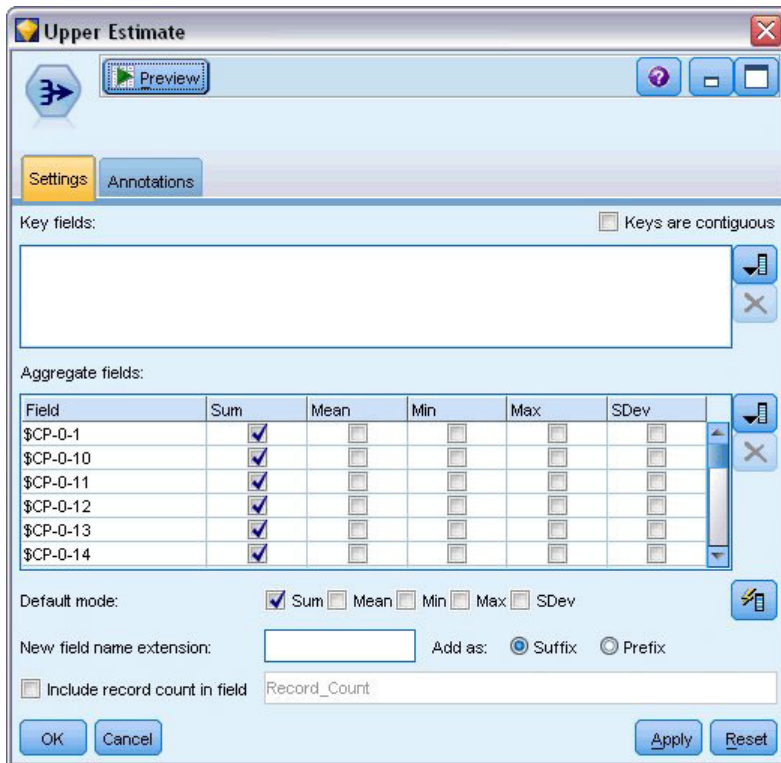 Upper Estimate
Preview
Settings Annotations
Key fields: Keys are contiguous
Aggregate fields:
Field Sum Mean Min Max SDev
$CP-0-1
$CP-0-10
$CP-0-11
$CP-0-12
$CP-0-13
$CP-0-14
Default mode: Sum Mean Min Max SDev
New field name extension: Add as: Suffix Prefix
Include record count in field Record_Count
OK Cancel Apply Reset